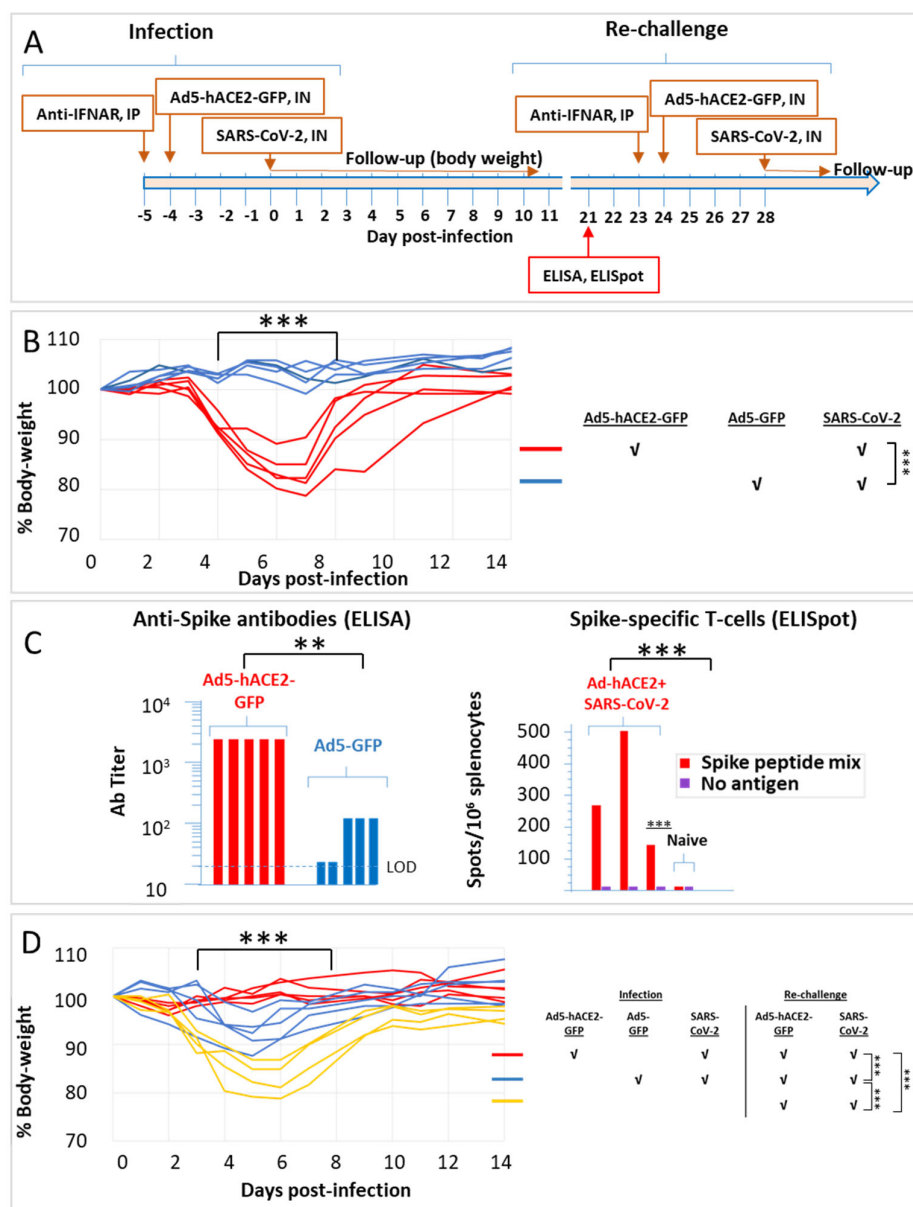 A
Infection
Re-challenge
Anti-IFNAR, IP
Ad5-hACE2-GFP, IN
SARS-CoV-2, IN
Follow-up (body weight)
Anti-IFNAR, IP
Ad5-hACE2-GFP, IN
SARS-CoV-2, IN
Follow-up
-5 -4 -3 -2 -1 0 1 2 3 4 5 6 7 8 9 10 11 21 22 23 24 25 26 27 28
Day post-infection
ELISA, ELISpot
B
***
110
100
90
80
70
% Body-weight
0 2 4 6 8 10 12 14
Days post-infection
Ad5-hACE2-GFP Ad5-GFP SARS-CoV-2
√ √
√ √
***
C
Anti-Spike antibodies (ELISA)
**
Ad5-hACE2-
GFP
Ad5-GFP
Ab Titer
10⁴
10³
10²
10
LOD
Spike-specific T-cells (ELISpot)
***
Ad-hACE2+
SARS-CoV-2
Spots/10⁶ splenocytes
500
400
300
200
100
Spike peptide mix
No antigen
***
Naive
D
***
110
100
90
80
70
% Body-weight
0 2 4 6 8 10 12 14
Days post-infection
Infection Re-challenge
Ad5-hACE2-
GFP
Ad5-
GFP
SARS-
CoV-2
Ad5-hACE2-
GFP
SARS-
CoV-2
√ √ √ √
√ √ √ √
√ √
***
***
***